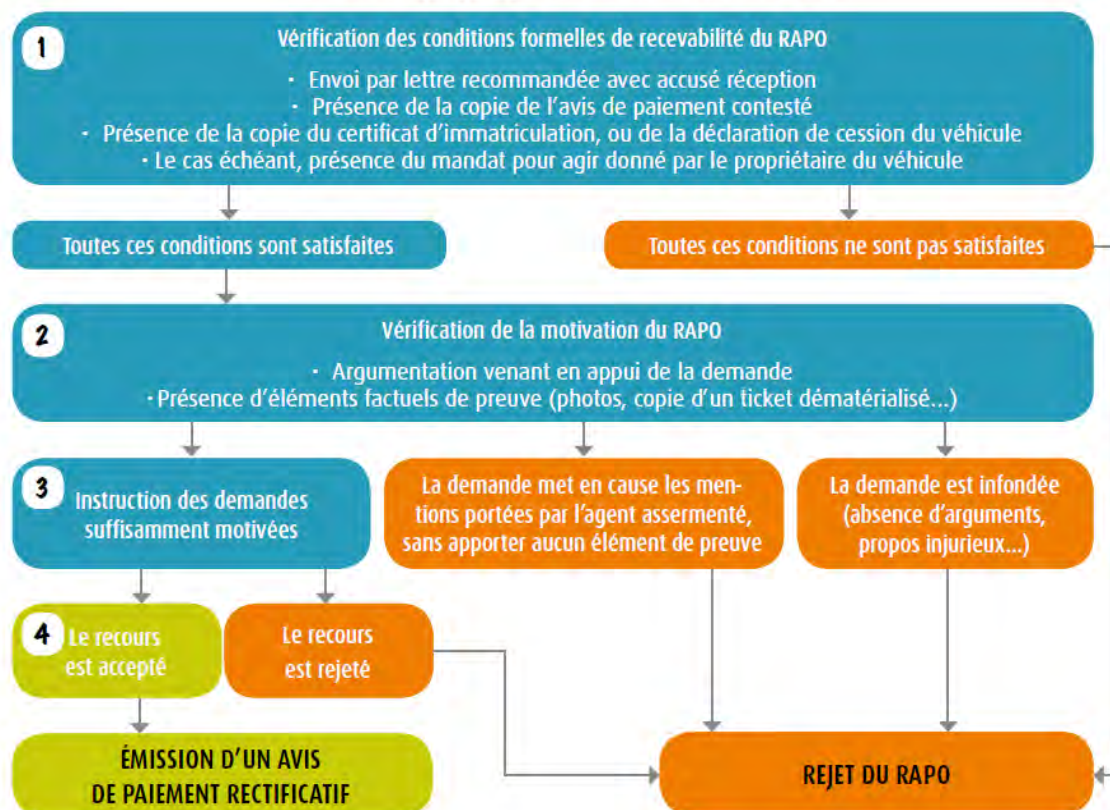 1
Vérification des conditions formelles de recevabilité du RAPO
· Envoi par lettre recommandée avec accusé réception
· Présence de la copie de l'avis de paiement contesté
· Présence de la copie du certificat d'immatriculation, ou de la déclaration de cession du véhicule
· Le cas échéant, présence du mandat pour agir donné par le propriétaire du véhicule
Toutes ces conditions sont satisfaites
Toutes ces conditions ne sont pas satisfaites
2
Vérification de la motivation du RAPO
· Argumentation venant en appui de la demande
· Présence d'éléments factuels de preuve (photos, copie d'un ticket dématérialisé...)
3
Instruction des demandes
suffisamment motivées
La demande met en cause les men-
tions portées par l'agent assermenté,
sans apporter aucun élément de preuve
La demande est infondée
(absence d'arguments,
propos injurieux...)
4
Le recours
est accepté
Le recours
est rejeté
ÉMISSION D'UN AVIS
DE PAIEMENT RECTIFICATIF
REJET DU RAPO